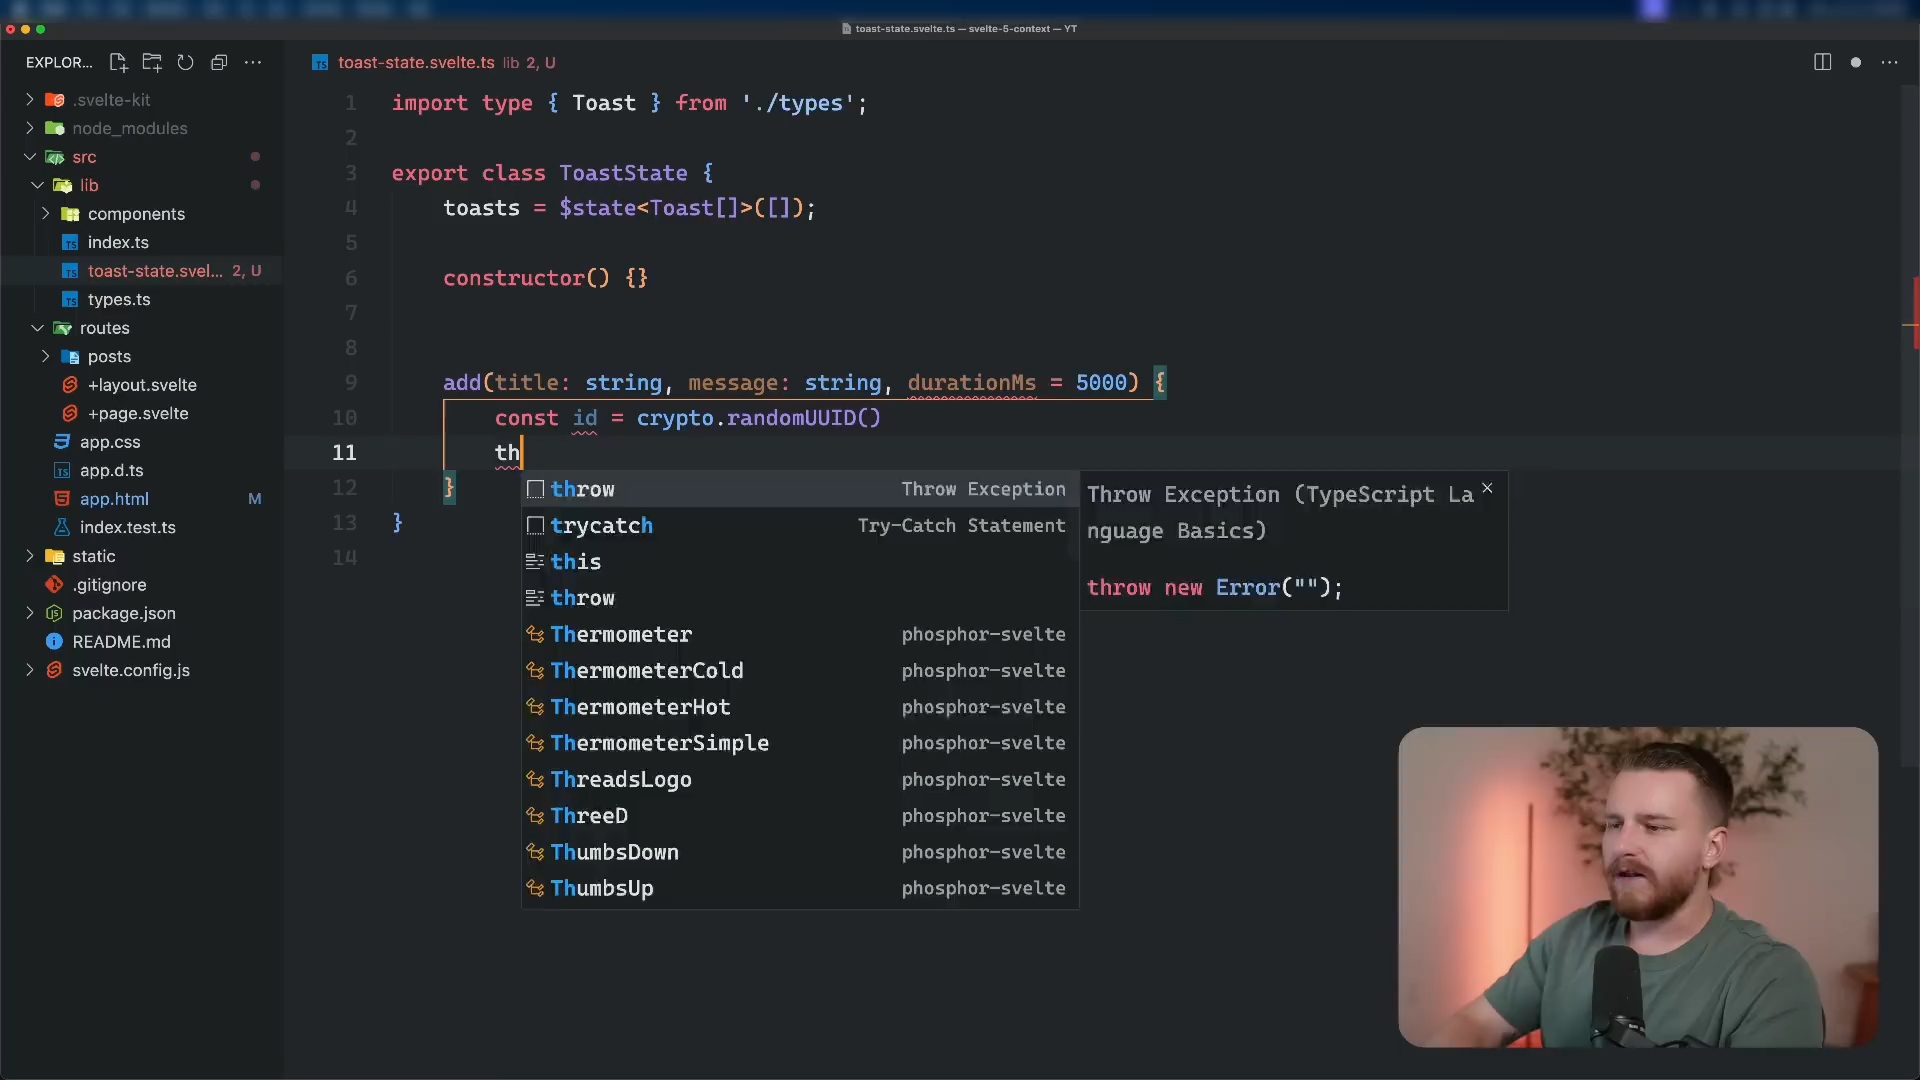 toast-state.svelte.ts — svelte-5-context — YT
EXPLOR...
.svelte-kit
node_modules
src
lib
components
index.ts
toast-state.svel... 2, U
types.ts
routes
posts
+layout.svelte
+page.svelte
app.css
app.d.ts
app.html M
index.test.ts
static
.gitignore
package.json
README.md
svelte.config.js
toast-state.svelte.ts lib 2, U
1 import type { Toast } from './types';
2
3 export class ToastState {
4 toasts = $state<Toast[]>([]);
5
6 constructor() {}
7
8
9 add(title: string, message: string, durationMs = 5000) {
10 const id = crypto.randomUUID()
11 th
12 }
13 }
14
throw Throw Exception
trycatch Try-Catch Statement
this
throw
Thermometer phosphor-svelte
ThermometerCold phosphor-svelte
ThermometerHot phosphor-svelte
ThermometerSimple phosphor-svelte
ThreadsLogo phosphor-svelte
ThreeD phosphor-svelte
ThumbsDown phosphor-svelte
ThumbsUp phosphor-svelte
Throw Exception (TypeScript La
nguage Basics)
throw new Error("");